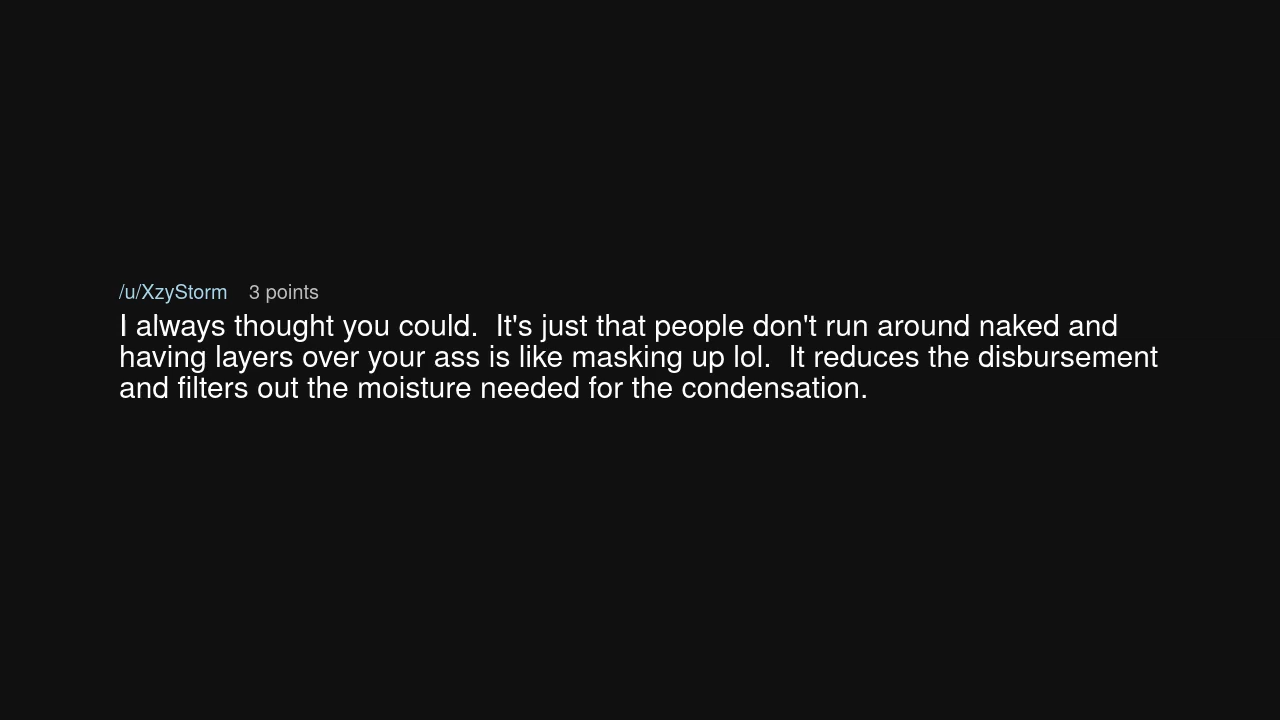 /u/XzyStorm 3 points
I always thought you could.  It's just that people don't run around naked and
having layers over your ass is like masking up lol.  It reduces the disbursement
and filters out the moisture needed for the condensation.